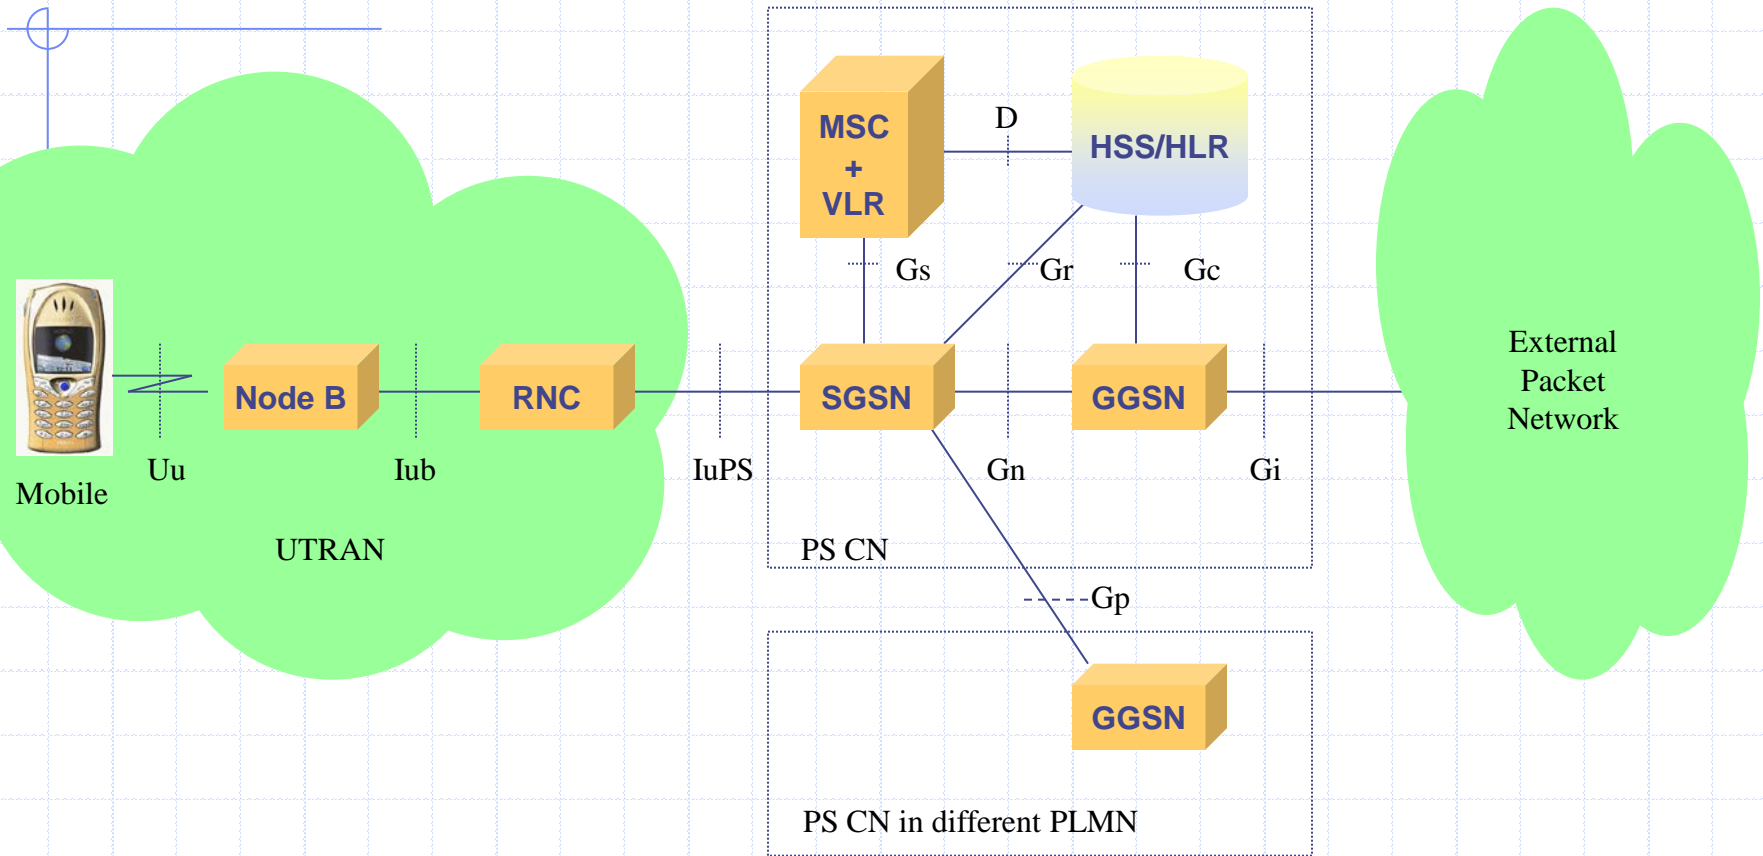 MSC
+
VLR
D
HSS/HLR
Gs
Gr
Gc
Node B
RNC
SGSN
GGSN
External
Packet
Network
Mobile
Uu
Iub
IuPS
Gn
Gi
UTRAN
PS CN
Gp
GGSN
PS CN in different PLMN